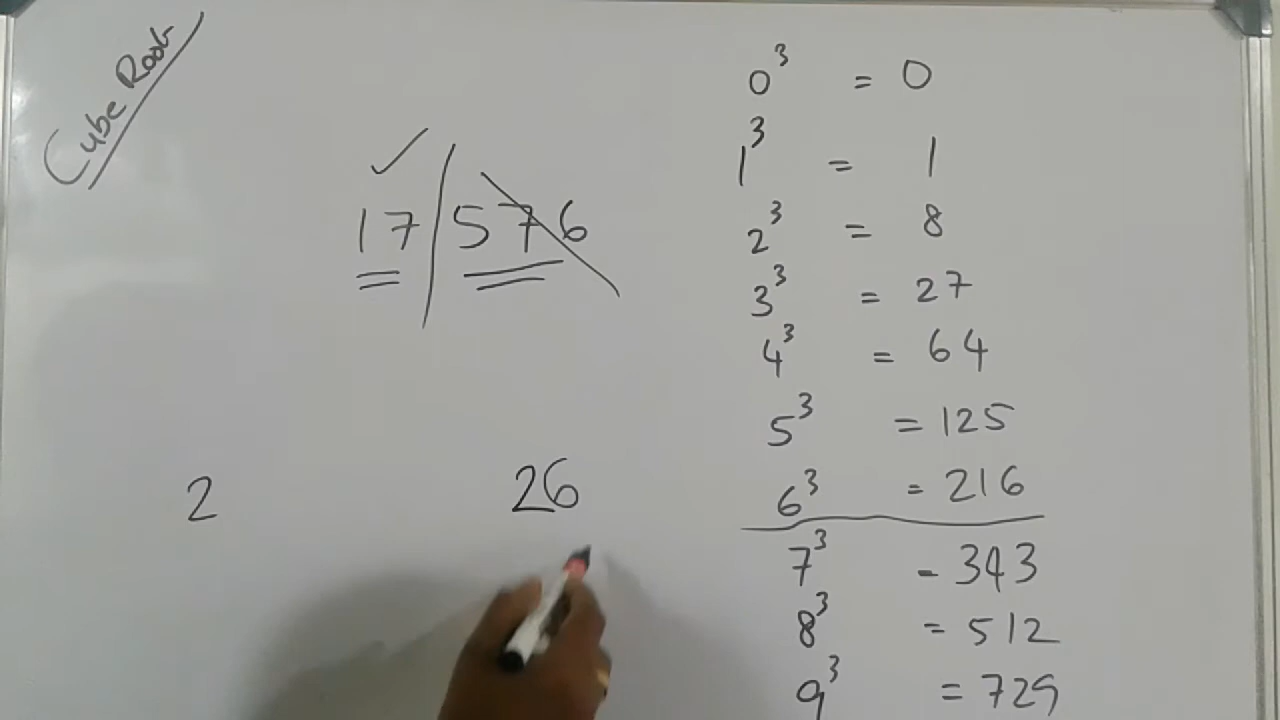 Cube Root
17/576
2
26
0³ = 0
1³ = 1
2³ = 8
3³ = 27
4³ = 64
5³ = 125
6³ = 216
7³ - 343
8³ = 512
9³ = 729